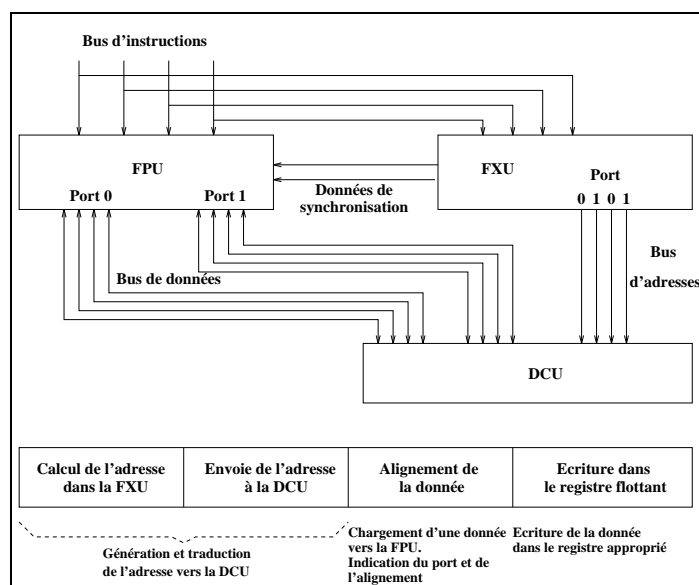 Bus d'instructions
FPU
FXU
Port 0
Port 1
Données de
synchronisation
Port
0 1 0 1
Bus
d'adresses
Bus de données
DCU
Calcul de l'adresse
dans la FXU
Envoie de l'adresse
à la DCU
Alignement de
la donnée
Ecriture dans
le registre flottant
Génération et traduction
de l'adresse vers la DCU
Chargement d'une donnée
vers la FPU.
Indication du port et de
l'alignement
Ecriture de la donnée
dans le registre approprié